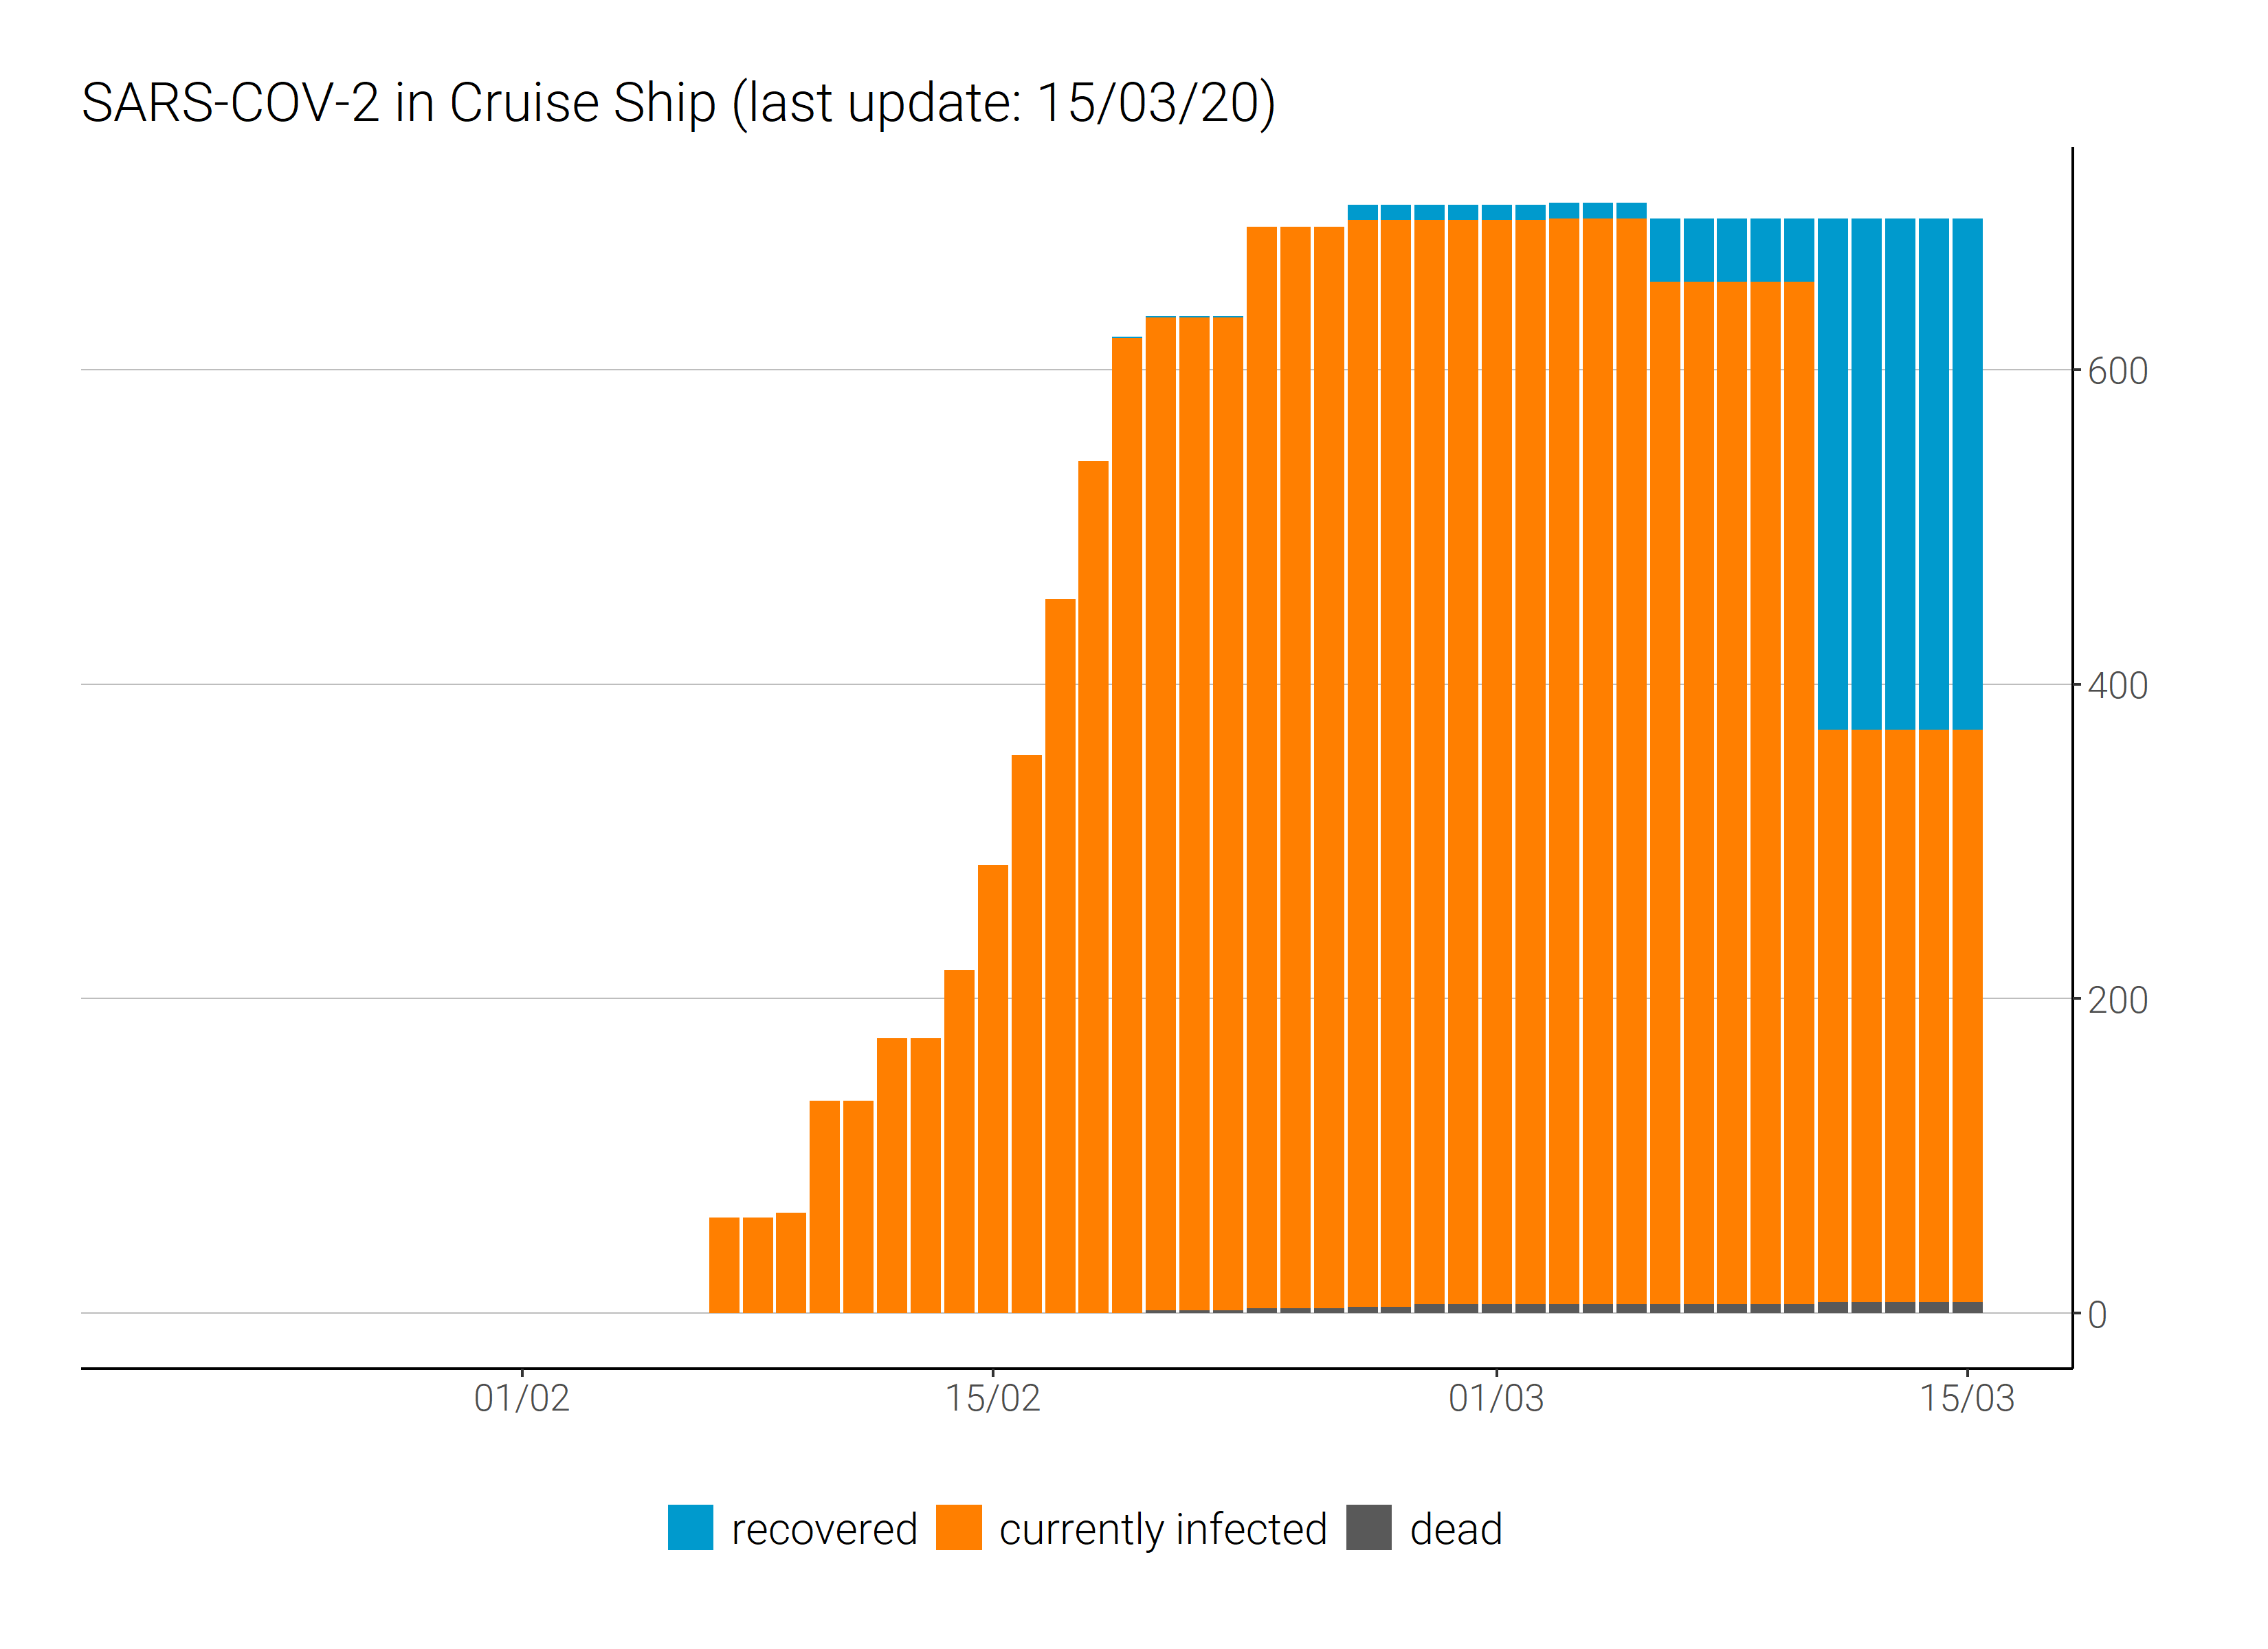 SARS-COV-2 in Cruise Ship (last update: 15/03/20)
600
400
200
0
01/02 15/02 01/03 15/03
recovered currently infected dead